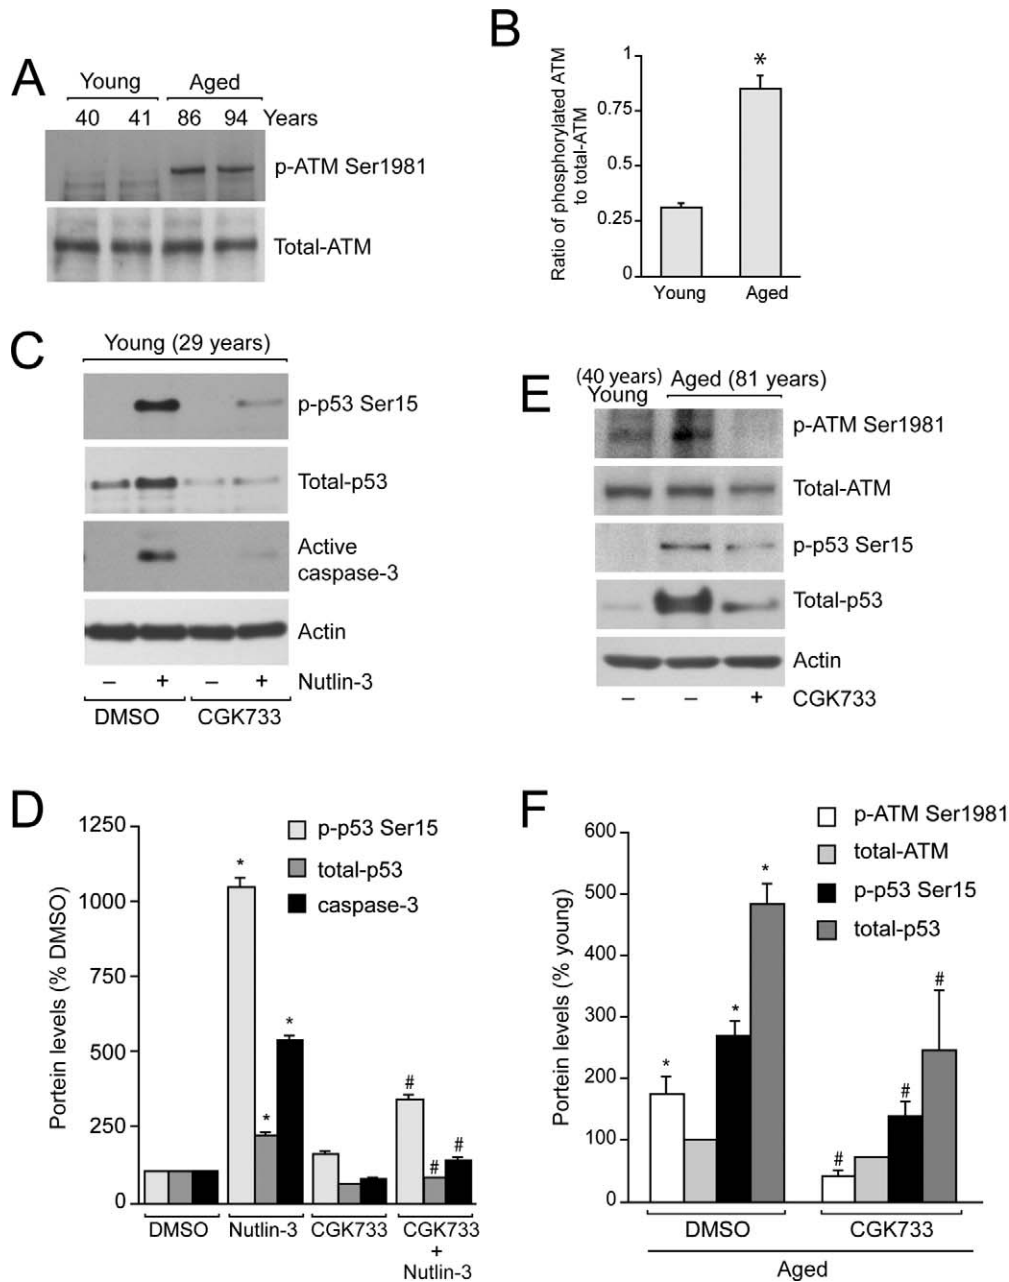 A
Young Aged
40 41 86 94 Years
p-ATM Ser1981
Total-ATM
B
Ratio of phosphorylated ATM
to total-ATM
1
0.75
0.5
0.25
0
*
Young Aged
C
Young (29 years)
p-p53 Ser15
Total-p53
Active
caspase-3
Actin
– + – + Nutlin-3
DMSO CGK733
E
(40 years)
Young
Aged (81 years)
p-ATM Ser1981
Total-ATM
p-p53 Ser15
Total-p53
Actin
– – + CGK733
D
Portein levels (% DMSO)
1250
1000
750
500
250
0
p-p53 Ser15
total-p53
caspase-3
* * *
# # #
DMSO Nutlin-3 CGK733 CGK733
+
Nutlin-3
F
Portein levels (% young)
600
500
400
300
200
100
0
p-ATM Ser1981
total-ATM
p-p53 Ser15
total-p53
* * *
# # #
DMSO CGK733
Aged